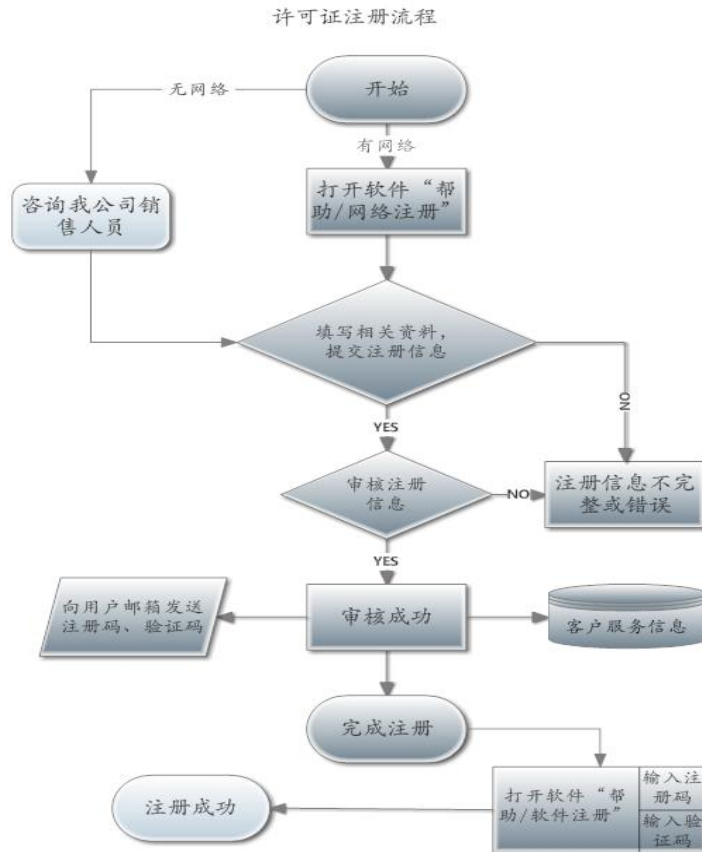 许可证注册流程
开始
无网络
有网络
打开软件“帮
助/网络注册”
咨询我公司销
售人员
填写相关资料，
提交注册信息
NO
YES
审核注册
信息
NO
注册信息不完
整或错误
YES
向用户邮箱发送
注册码、验证码
审核成功
客户服务信息
完成注册
打开软件“帮
助/软件注册”
输入注
册码
输入验
证码
注册成功